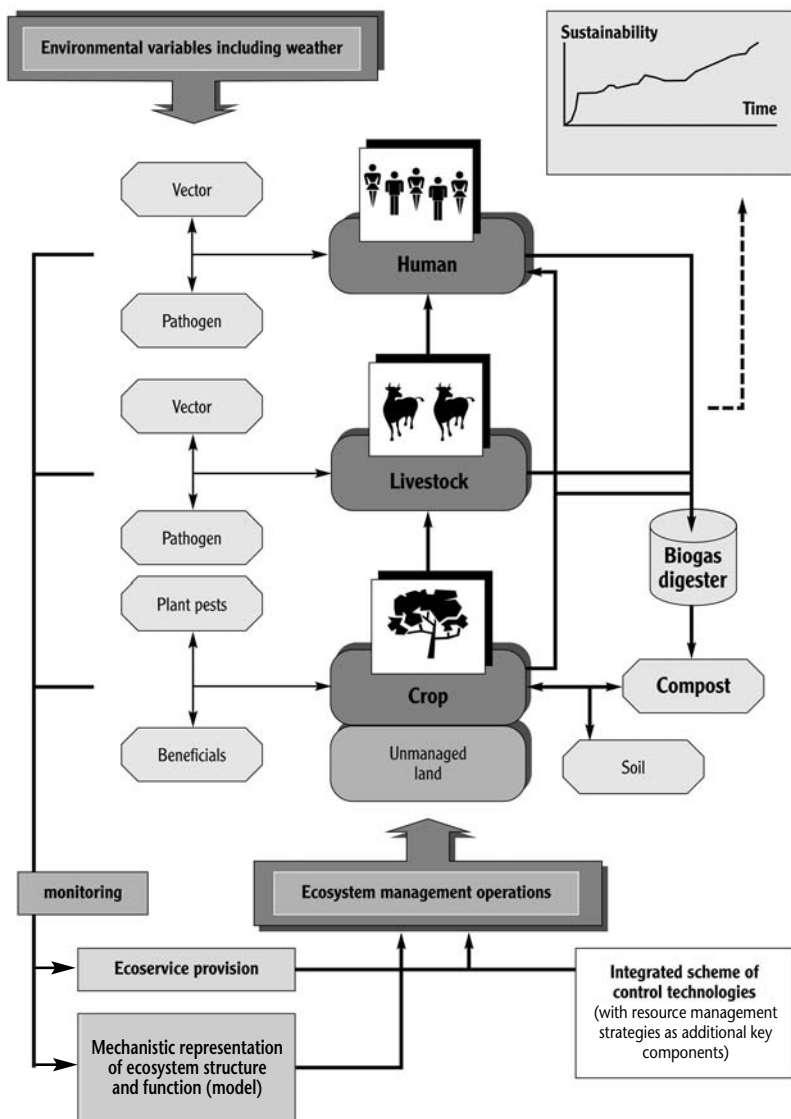 Environmental variables including weather
Sustainability
Time
Vector
Human
Pathogen
Vector
Livestock
Pathogen
Biogas
digester
Plant pests
Crop
Compost
Beneficials
Unmanaged
land
Soil
monitoring
Ecosystem management operations
Ecoservice provision
Integrated scheme of
control technologies
(with resource management
strategies as additional key
components)
Mechanistic representation
of ecosystem structure
and function (model)